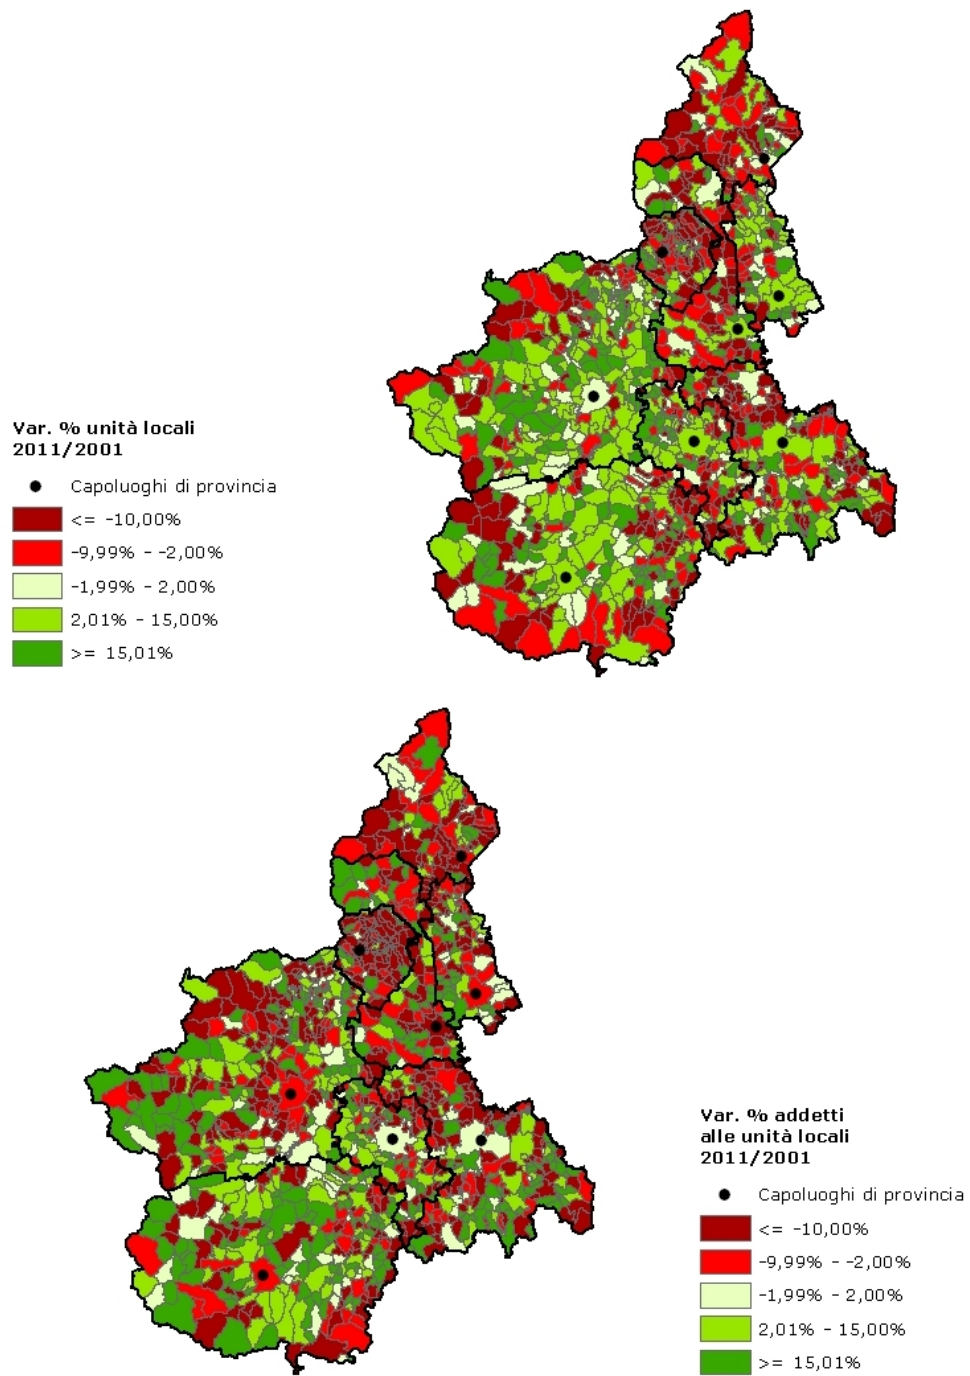 Var. % unità locali
2011/2001
Capoluoghi di provincia
<= -10,00%
-9,99% - -2,00%
-1,99% - 2,00%
2,01% - 15,00%
>= 15,01%
Var. % addetti
alle unità locali
2011/2001
Capoluoghi di provincia
<= -10,00%
-9,99% - -2,00%
-1,99% - 2,00%
2,01% - 15,00%
>= 15,01%